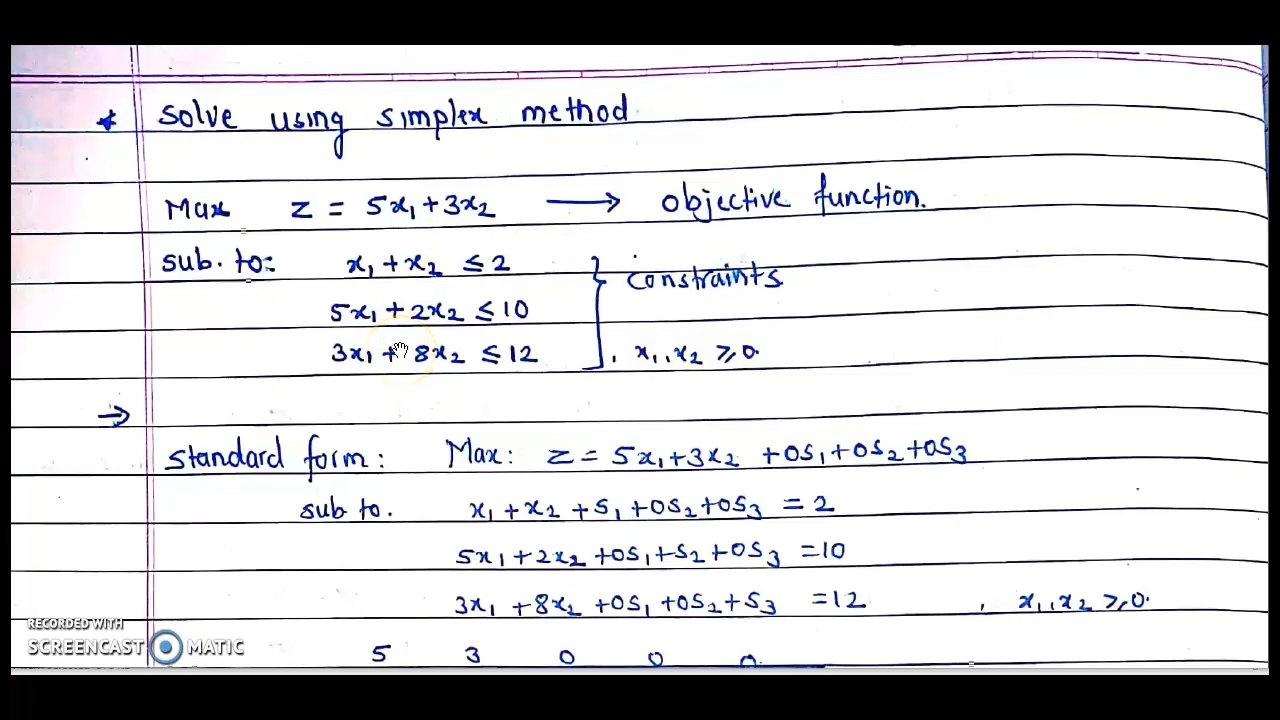 * Solve using simplex method
Max z = 5x₁+3x₂ ⟶ objective function.
sub. to: x₁+x₂ ≤ 2 } constraints.
5x₁+2x₂ ≤ 10
3x₁+8x₂ ≤ 12 , x₁,x₂ ≥ 0.
→
standard form: Max: z = 5x₁+3x₂ +0S₁+0S₂+0S₃
sub to. x₁+x₂+S₁+0S₂+0S₃ = 2
5x₁+2x₂+0S₁+S₂+0S₃ =10
3x₁+8x₂+0S₁+0S₂+S₃ =12 , x₁,x₂ ≥ 0.
RECORDED WITH
SCREENCAST MATIC
5 3 0 0 0